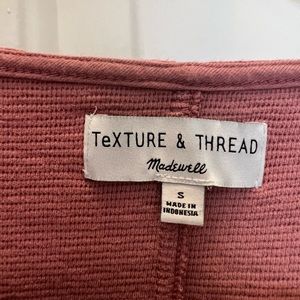 TeXTURE & THREAD
Madewell
S
MADE IN
INDONESIA